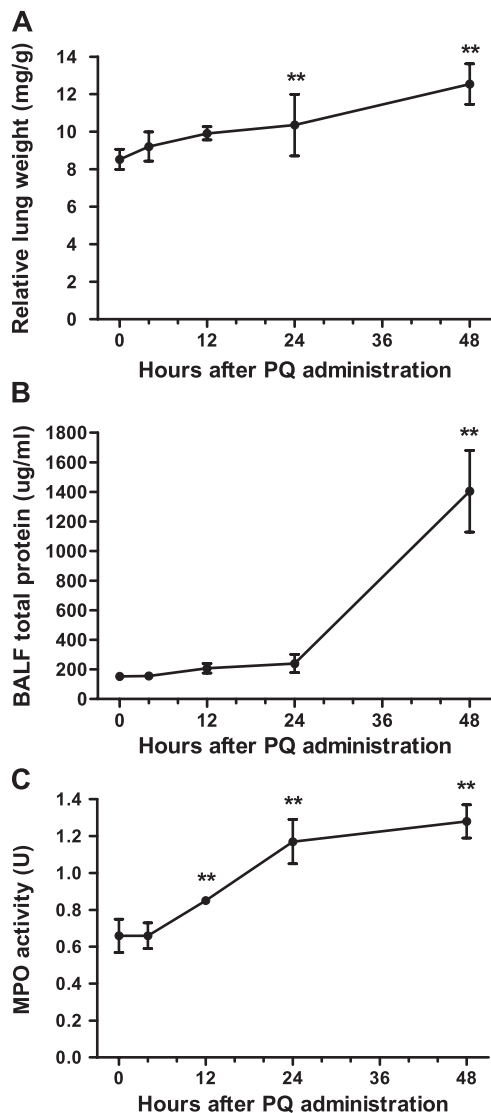 A
Relative lung weight (mg/g)
14
12
10
8
6
4
2
0
**
**
0 12 24 36 48
Hours after PQ administration
B
BALF total protein (ug/ml)
1800
1600
1400
1200
1000
800
600
400
200
0
**
0 12 24 36 48
Hours after PQ administration
C
MPO activity (U)
1.4
1.2
1.0
0.8
0.6
0.4
0.2
0.0
**
**
**
0 12 24 36 48
Hours after PQ administration